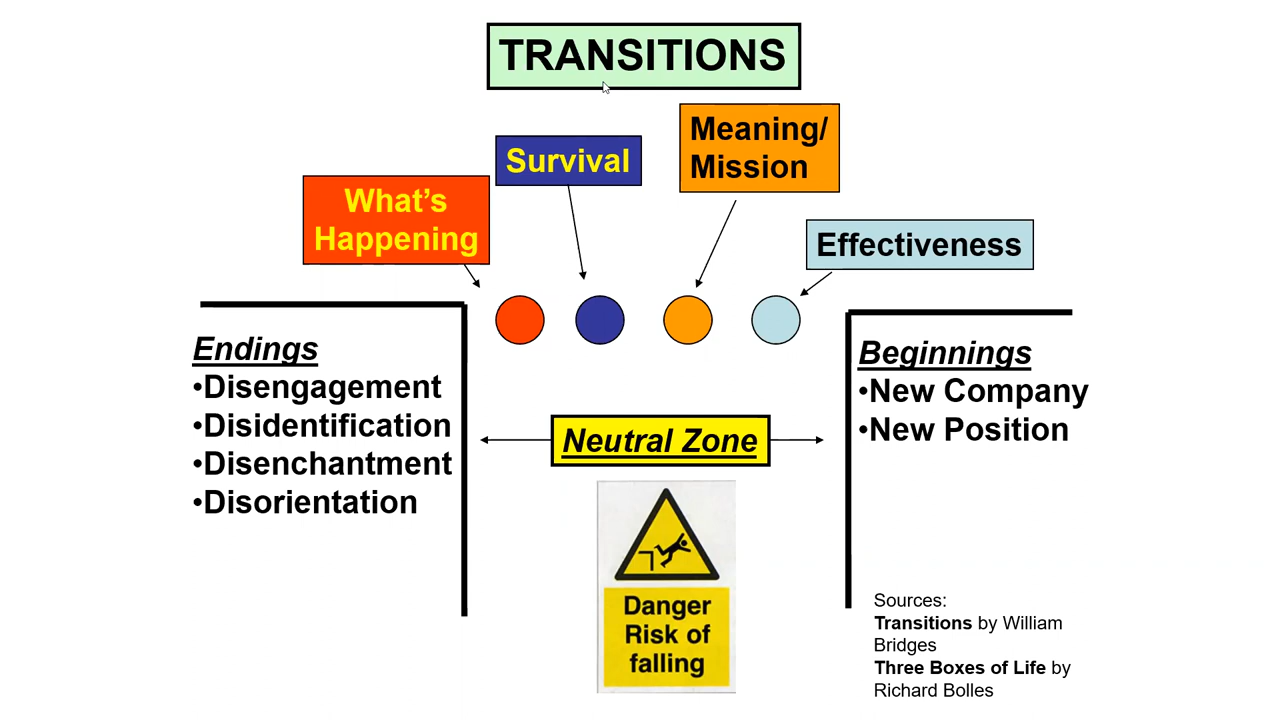 TRANSITIONS
Meaning/
Mission
Survival
What’s
Happening
Effectiveness
Endings
•Disengagement
•Disidentification
•Disenchantment
•Disorientation
Neutral Zone
Danger
Risk of
falling
Beginnings
•New Company
•New Position
Sources:
Transitions by William
Bridges
Three Boxes of Life by
Richard Bolles